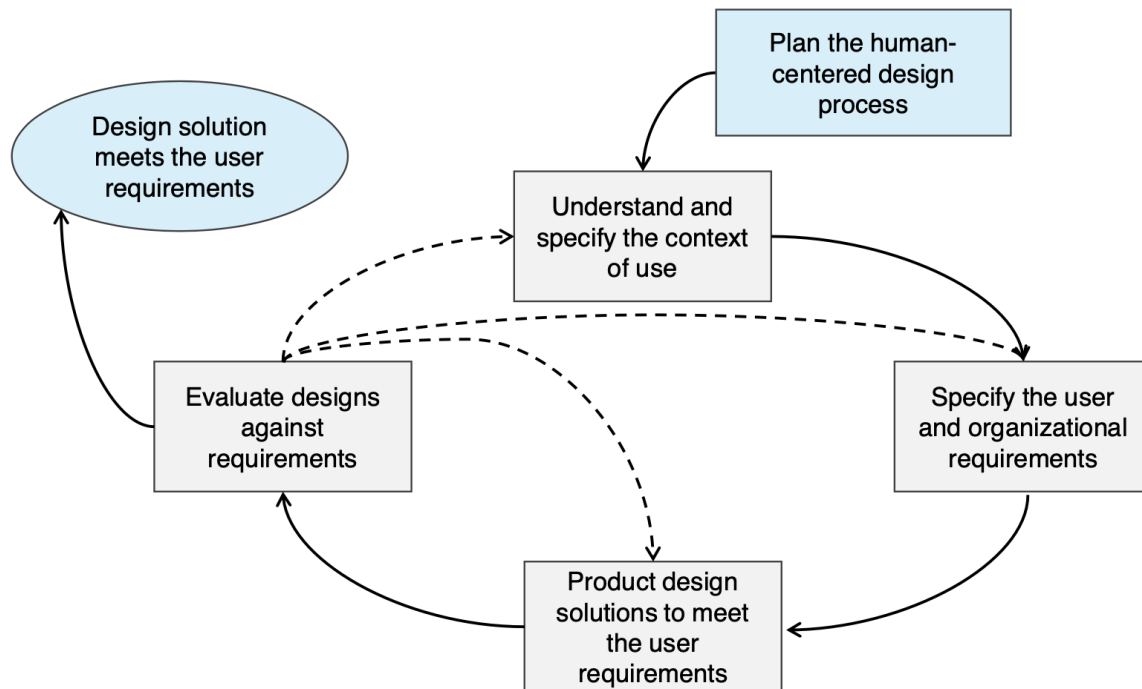 Plan the human-
centered design
process
Design solution
meets the user
requirements
Understand and
specify the context
of use
Evaluate designs
against
requirements
Specify the user
and organizational
requirements
Product design
solutions to meet
the user
requirements